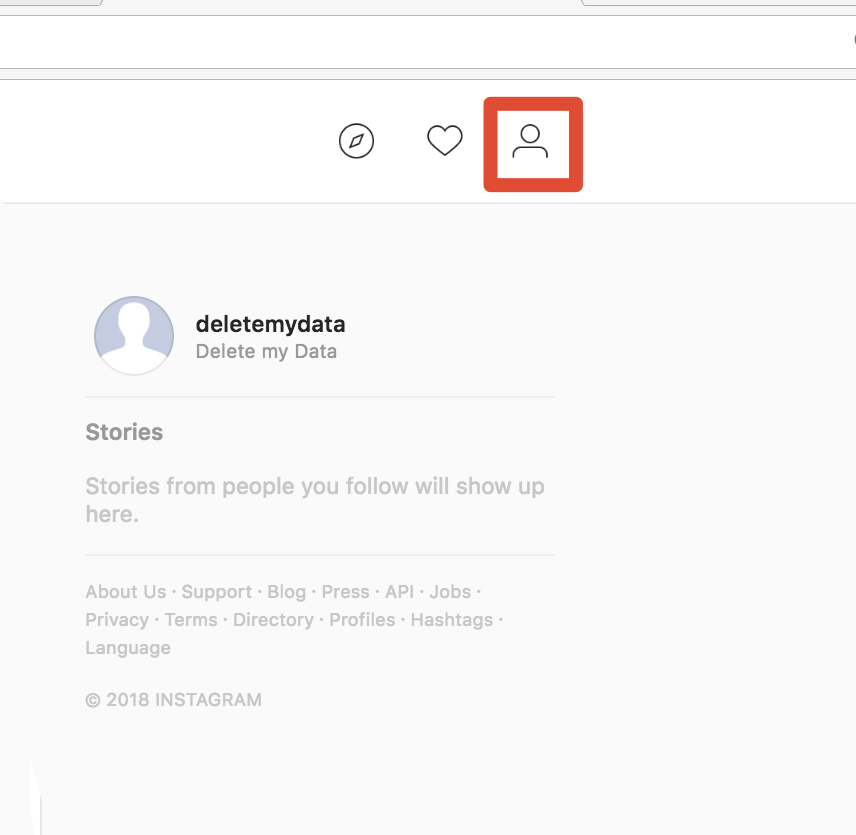 deletemydata
Delete my Data
Stories
Stories from people you follow will show up
here.
About Us · Support · Blog · Press · API · Jobs ·
Privacy · Terms · Directory · Profiles · Hashtags ·
Language
© 2018 INSTAGRAM